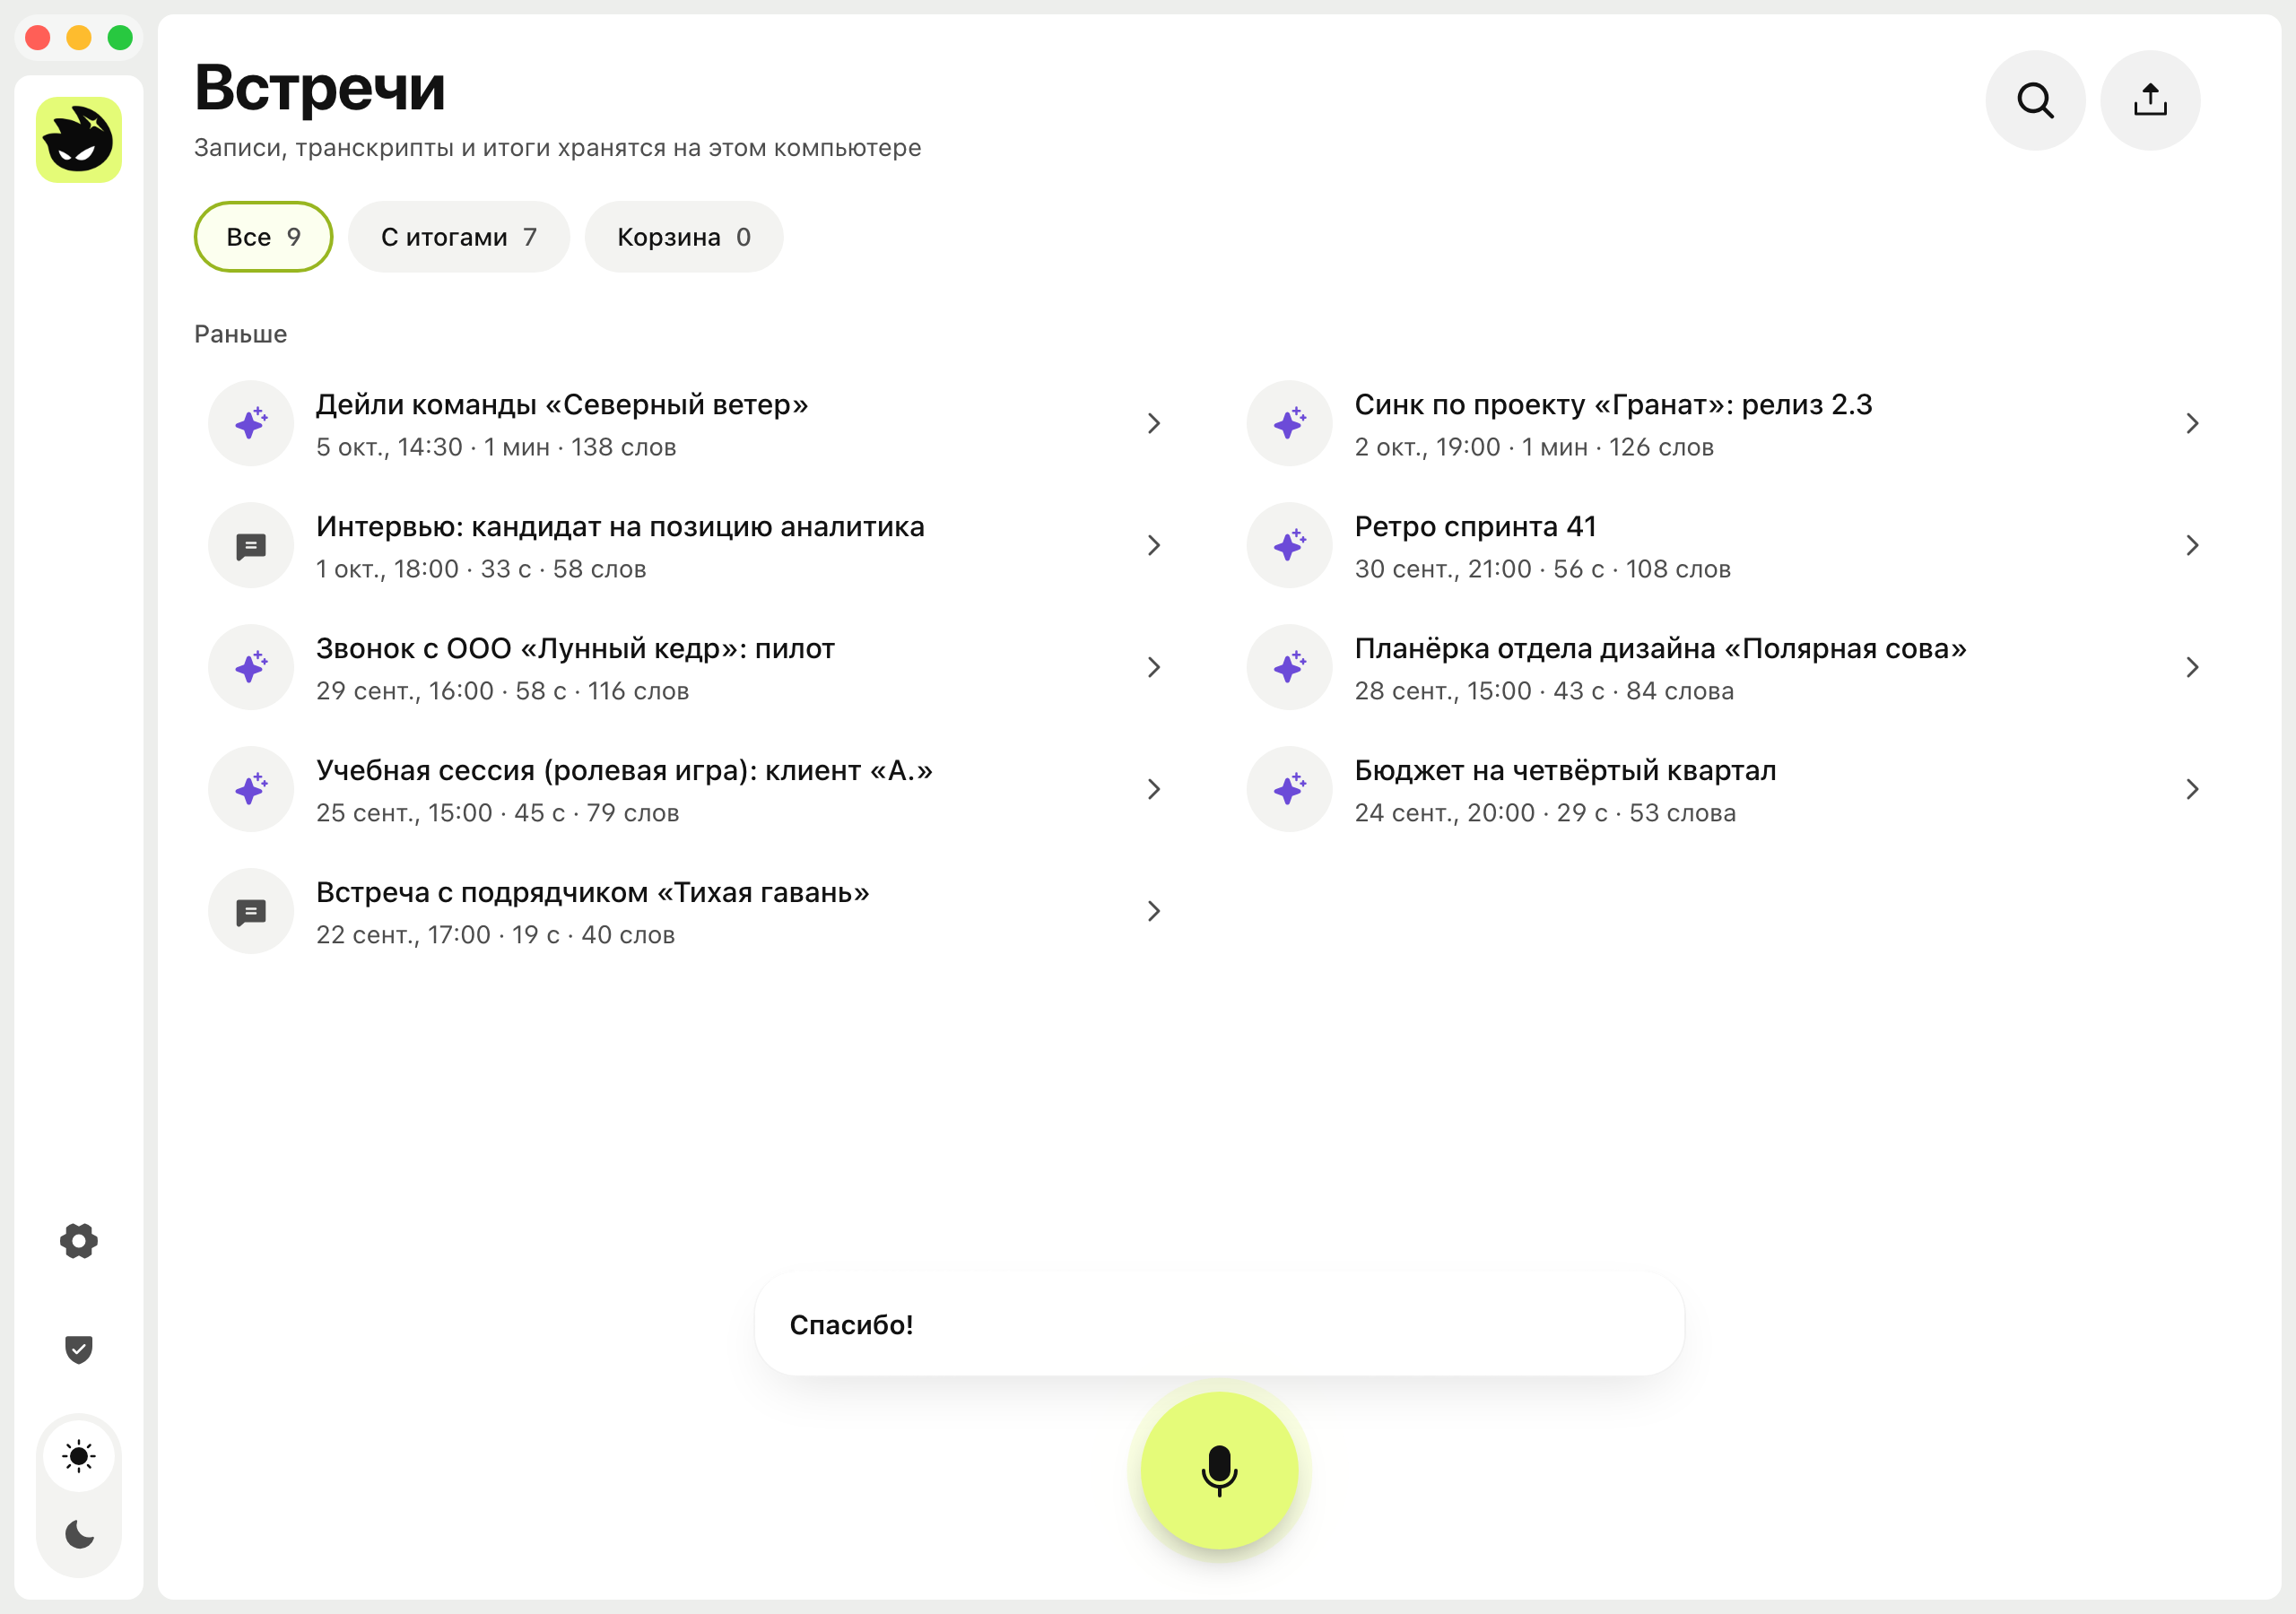 Встречи
Записи, транскрипты и итоги хранятся на этом компьютере
Все 9
С итогами 7
Корзина 0
Раньше
Дейли команды «Северный ветер»
5 окт., 14:30 · 1 мин · 138 слов
Синк по проекту «Гранат»: релиз 2.3
2 окт., 19:00 · 1 мин · 126 слов
Интервью: кандидат на позицию аналитика
1 окт., 18:00 · 33 с · 58 слов
Ретро спринта 41
30 сент., 21:00 · 56 с · 108 слов
Звонок с ООО «Лунный кедр»: пилот
29 сент., 16:00 · 58 с · 116 слов
Планёрка отдела дизайна «Полярная сова»
28 сент., 15:00 · 43 с · 84 слова
Учебная сессия (ролевая игра): клиент «А.»
25 сент., 15:00 · 45 с · 79 слов
Бюджет на четвёртый квартал
24 сент., 20:00 · 29 с · 53 слова
Встреча с подрядчиком «Тихая гавань»
22 сент., 17:00 · 19 с · 40 слов
Спасибо!